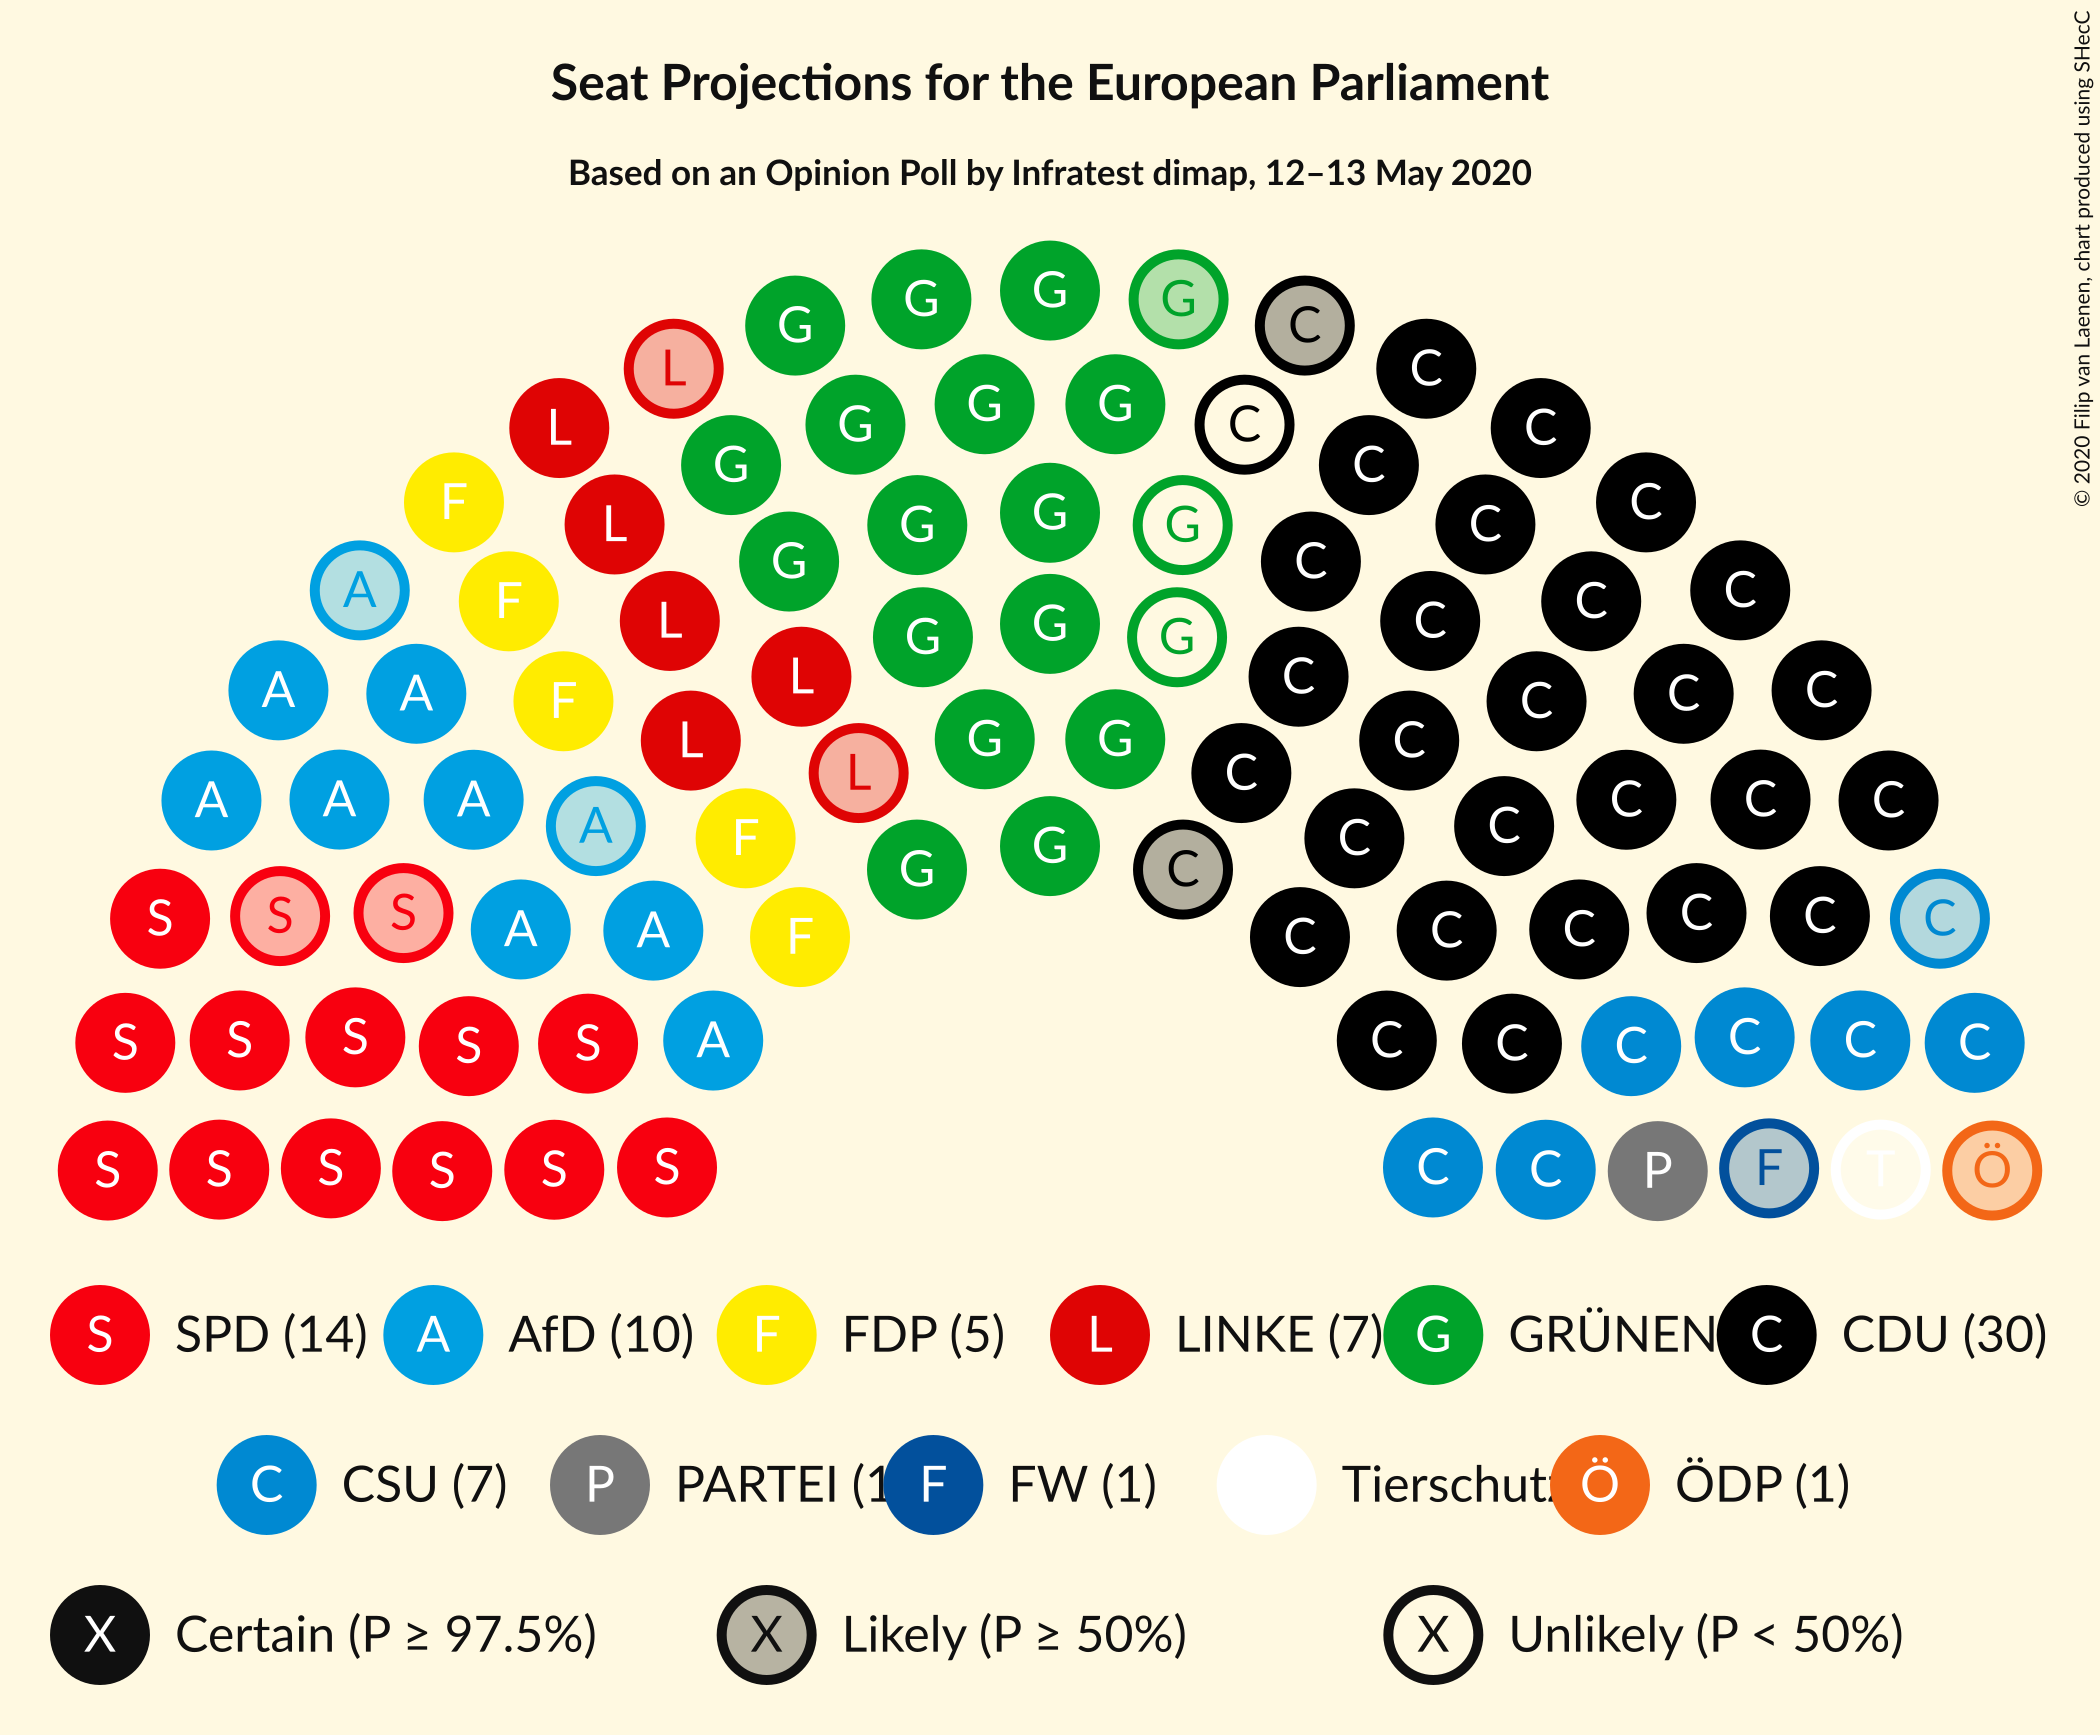 Seat Projections for the European Parliament
Based on an Opinion Poll by Infratest dimap, 12–13 May 2020
© 2020 Filip van Laenen, chart produced using SHecC
G G G G C
L G G G G C C
L G G C C
F L G G G C C C
A F L G G G C C C
A A F L L G G G C C C C
A A A A F L L G G C C C C C C
S S S A A F G G C C C C C C C
S S S S S A C C C C C C
S S S S S S C C P F T Ö
S SPD (14) A AfD (10) F FDP (5) L LINKE (7) G GRÜNEN C CDU (30)
C CSU (7) P PARTEI (1 F FW (1) Tierschutz Ö ÖDP (1)
X Certain (P ≥ 97.5%) X Likely (P ≥ 50%) X Unlikely (P < 50%)